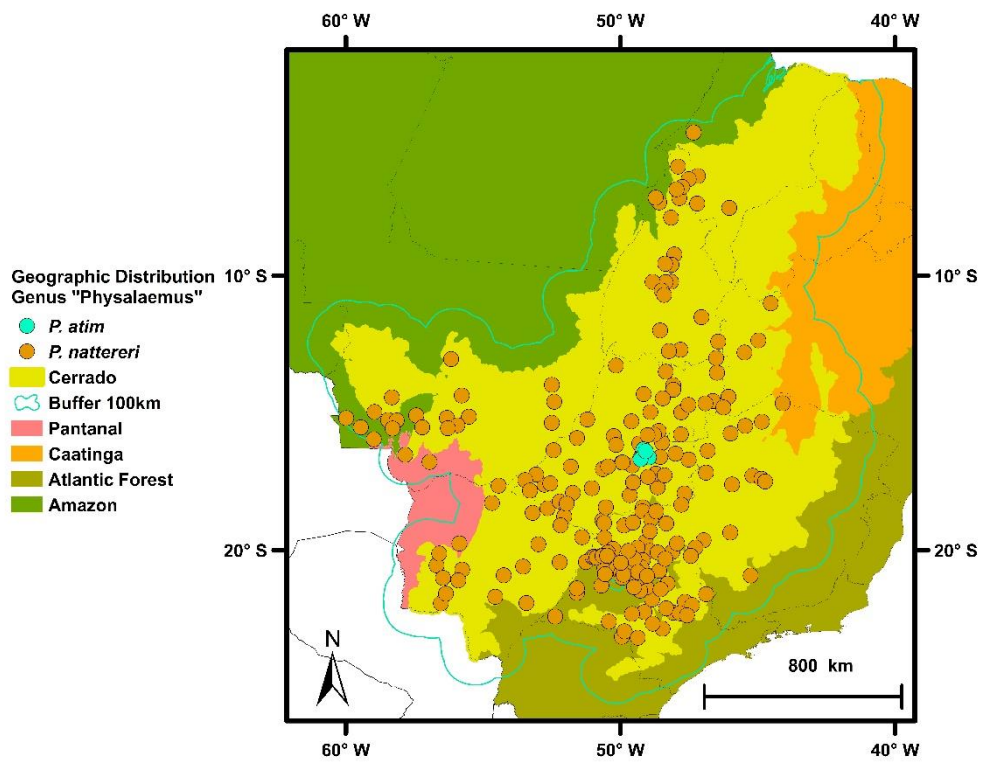 60° W 50° W 40° W
10° S 10° S
Geographic Distribution
Genus "Physalaemus"
P. atim
P. nattereri
Cerrado
Buffer 100km
Pantanal
Caatinga
Atlantic Forest
Amazon
20° S 20° S
N
800 km
60° W 50° W 40° W